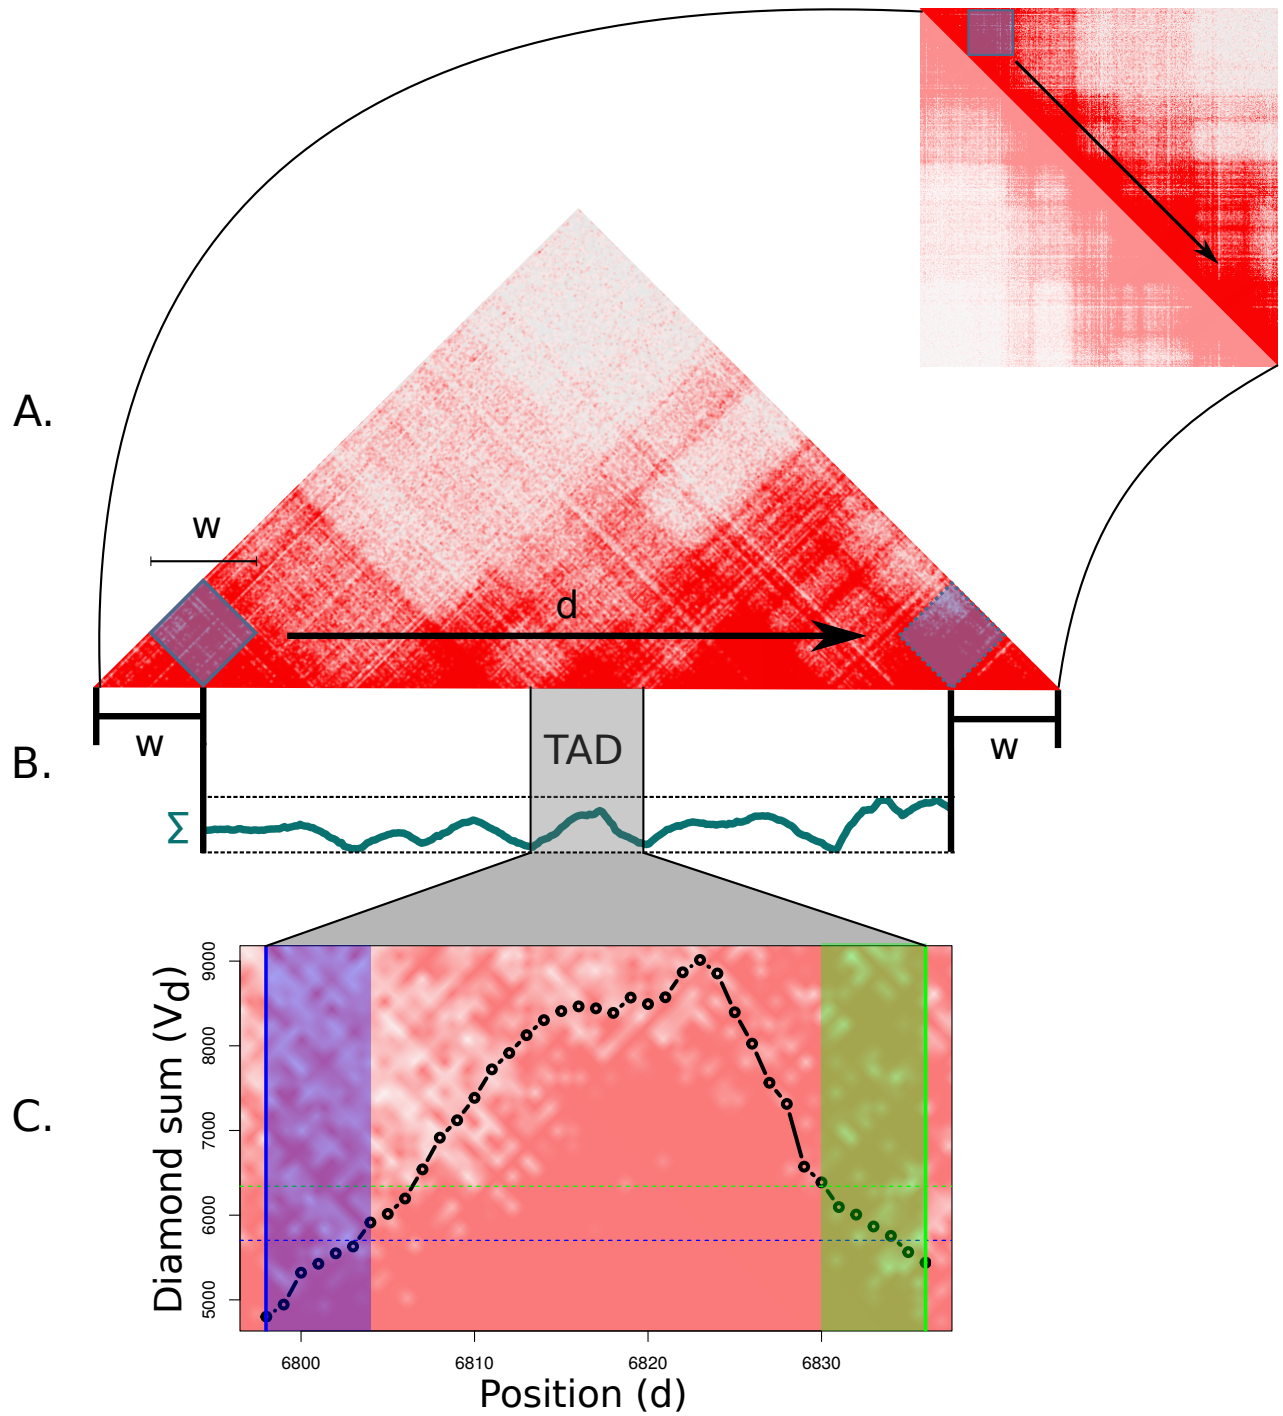 A.
w
d
w
w
B.
TAD
Σ
C.
Diamond sum (Vd)
9000
8000
7000
6000
5000
6800
6810
6820
6830
Position (d)